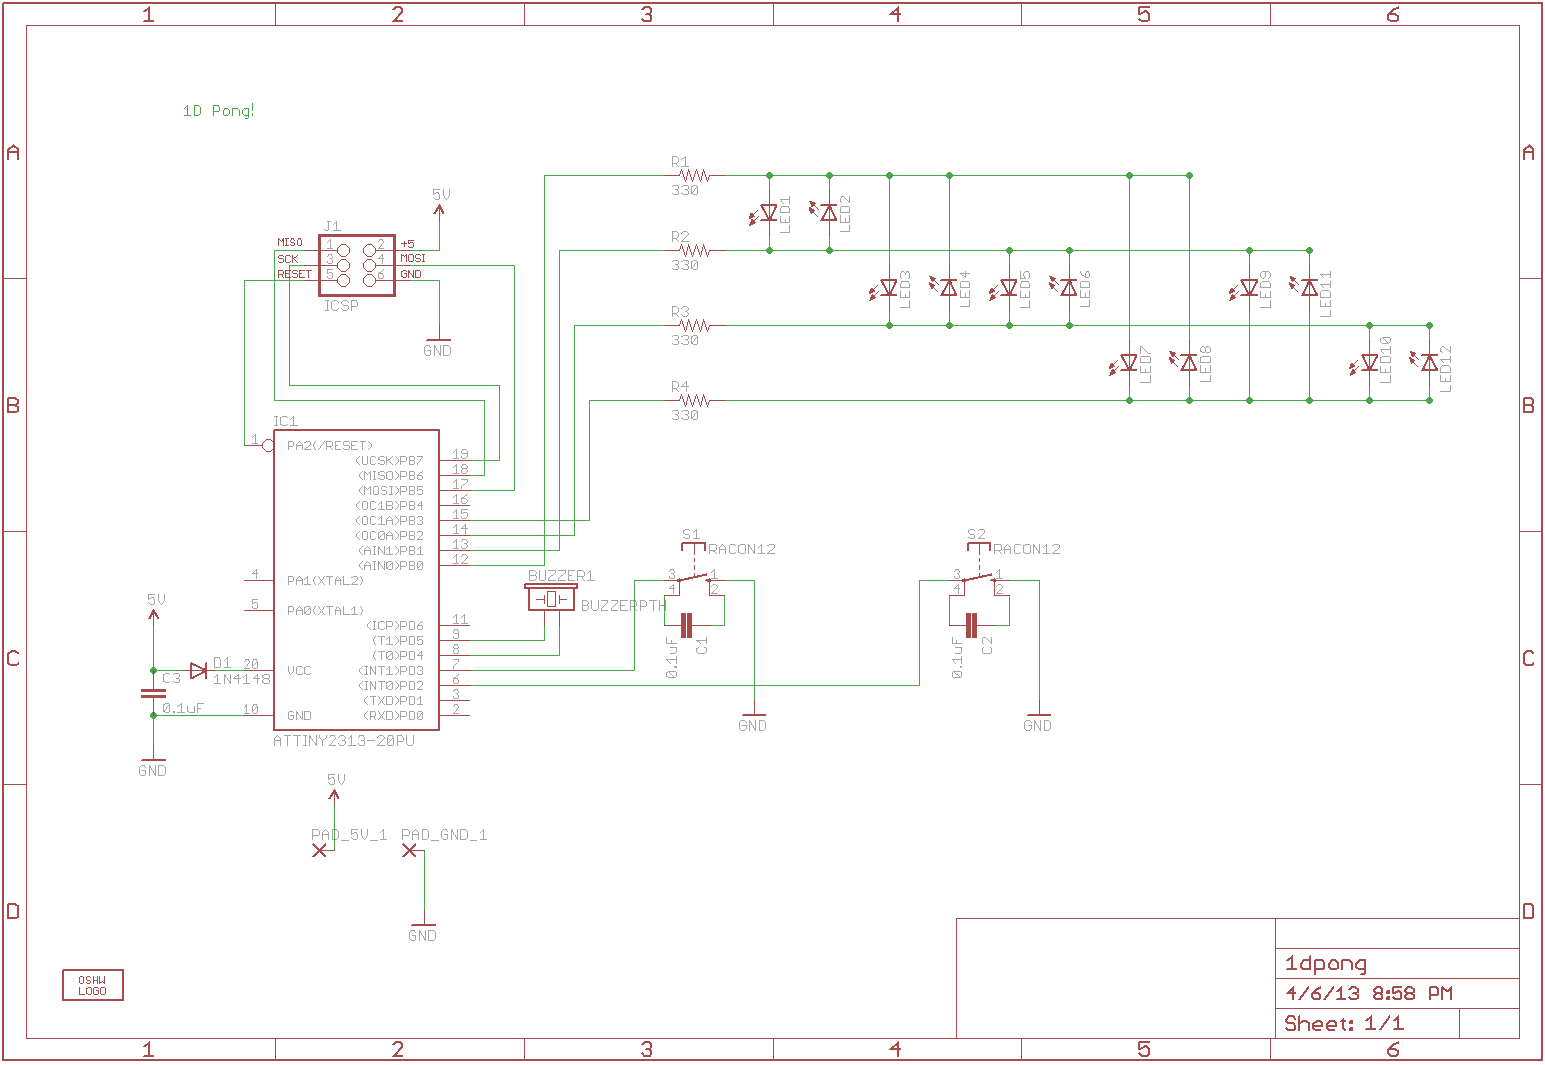 1 2 3 4 5 6
A A
B B
C C
D D
1D Pong!
5V
J1
MISO 1 2 +5
SCK 3 4 MOSI
RESET 5 6 GND
ICSP
GND
R1
330
R2
330
R3
330
R4
330
LED1
LED2
LED3
LED4
LED5
LED6
LED9
LED11
LED7
LED8
LED10
LED12
IC1
1 PA2(/RESET)
(UCSK)PB7 19
(MISO)PB6 18
(MOSI)PB5 17
(OC1B)PB4 16
(OC1A)PB3 15
(OC0A)PB2 14
(AIN1)PB1 13
(AIN0)PB0 12
4 PA1(XTAL2)
5 PA0(XTAL1)
(ICP)PD6 11
(T1)PD5 9
(T0)PD4 8
20 VCC (INT1)PD3 7
(INT0)PD2 6
(TXD)PD1 3
10 GND (RXD)PD0 2
ATTINY2313-20PU
5V
D1
1N4148
C3
0.1uF
GND
BUZZER1
BUZZERPTH
S1
RACON12
3 1
4 2
0.1uF
C1
GND
S2
RACON12
3 1
4 2
0.1uF
C2
GND
5V
PAD_5V_1 PAD_GND_1
GND
OSHW
LOGO
1dpong
4/6/13 8:58 PM
Sheet: 1/1
1 2 3 4 5 6